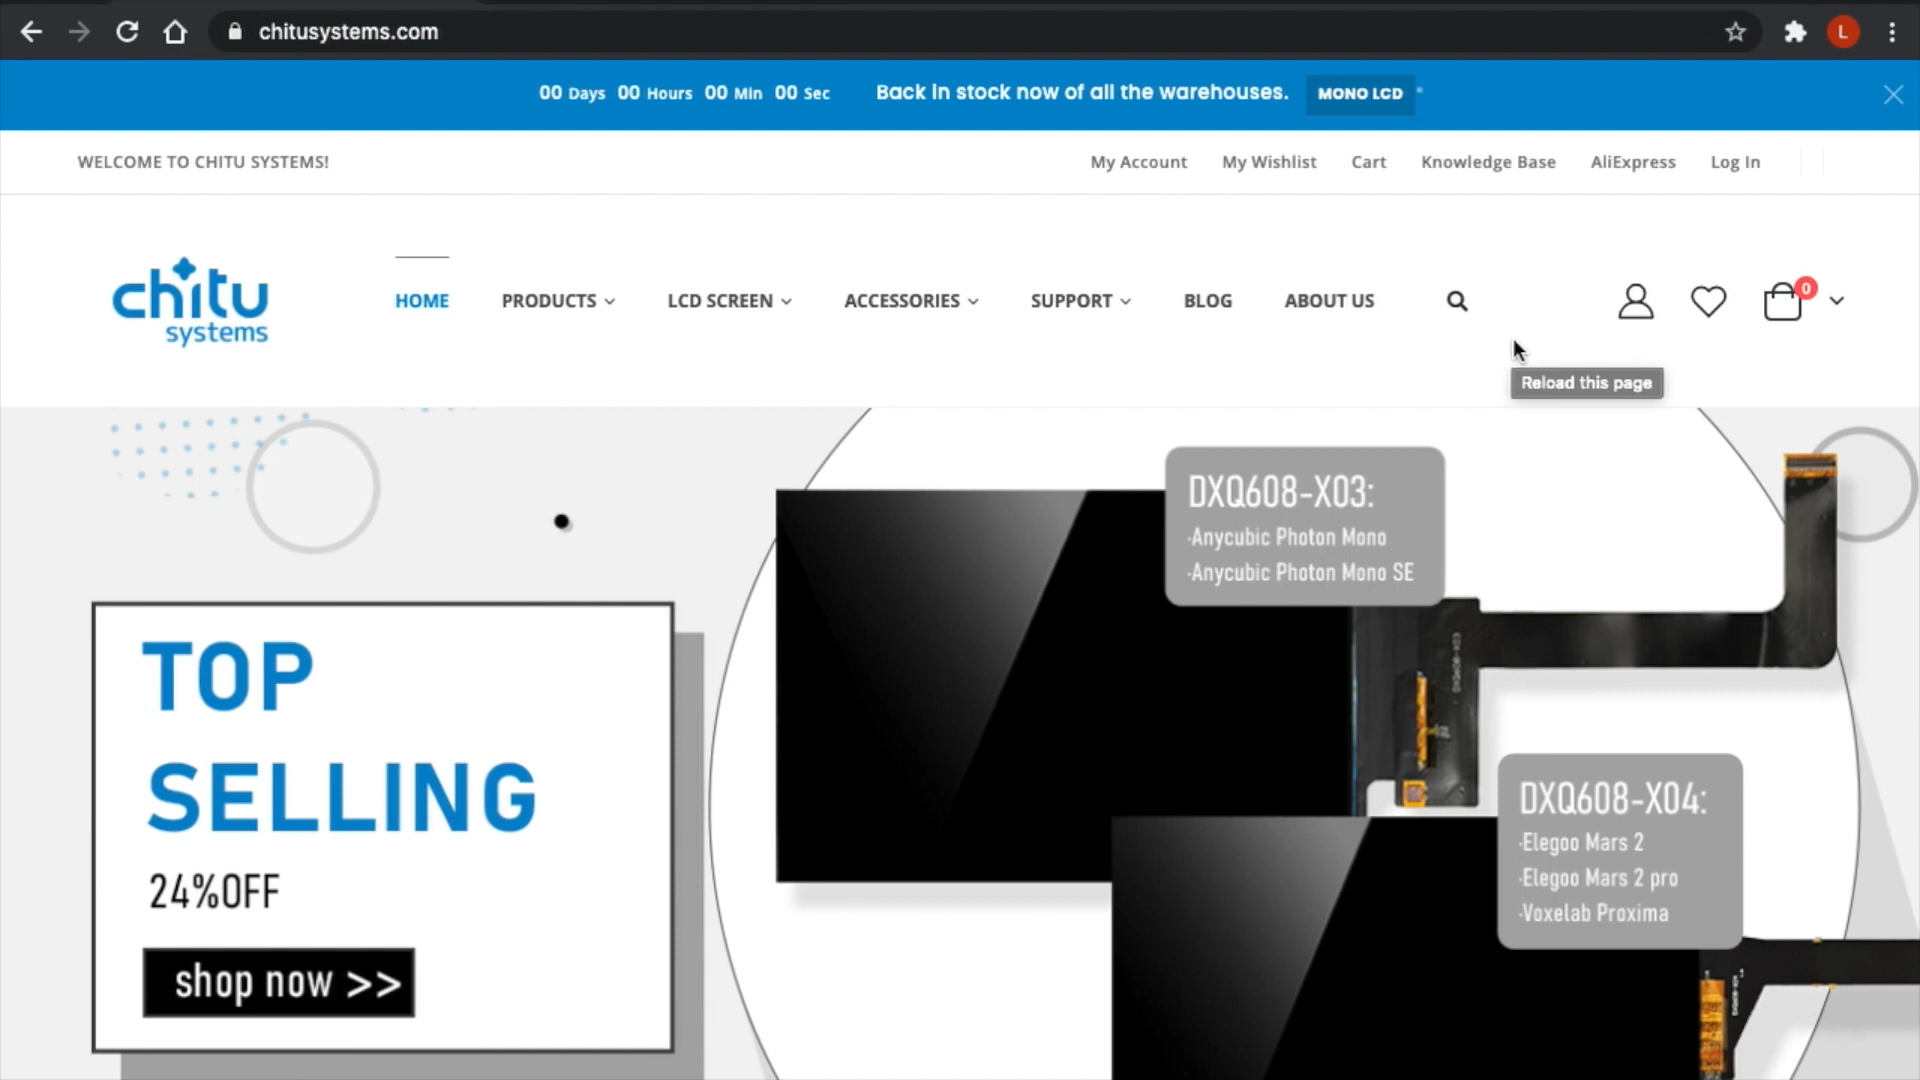 chitusystems.com
L
00 Days 00 Hours 00 Min 00 Sec Back in stock now of all the warehouses. MONO LCD
WELCOME TO CHITU SYSTEMS!
My Account My Wishlist Cart Knowledge Base AliExpress Log In
chitu
systems
HOME PRODUCTS LCD SCREEN ACCESSORIES SUPPORT BLOG ABOUT US
0
Reload this page
DXQ608-X03:
·Anycubic Photon Mono
·Anycubic Photon Mono SE
TOP
SELLING
24%OFF
shop now >>
DXQ608-X03
DXQ608-X04:
·Elegoo Mars 2
·Elegoo Mars 2 pro
·Voxelab Proxima